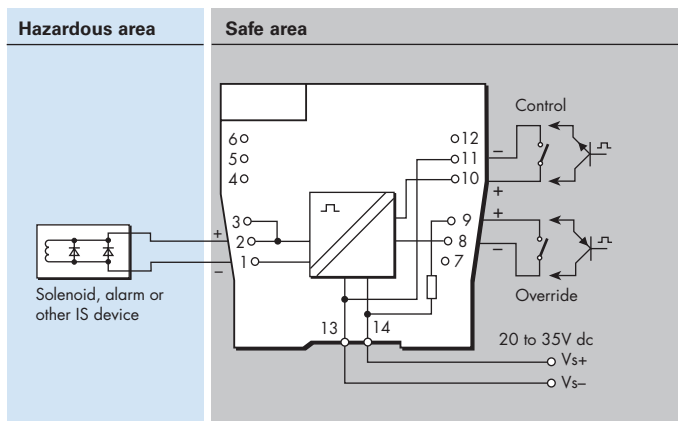 Hazardous area
Safe area
Control
6
5
4
3
2
1
12
11
10
9
8
7
–
+
+
–
+
–
Solenoid, alarm or
other IS device
Override
13
14
20 to 35V dc
Vs+
Vs–